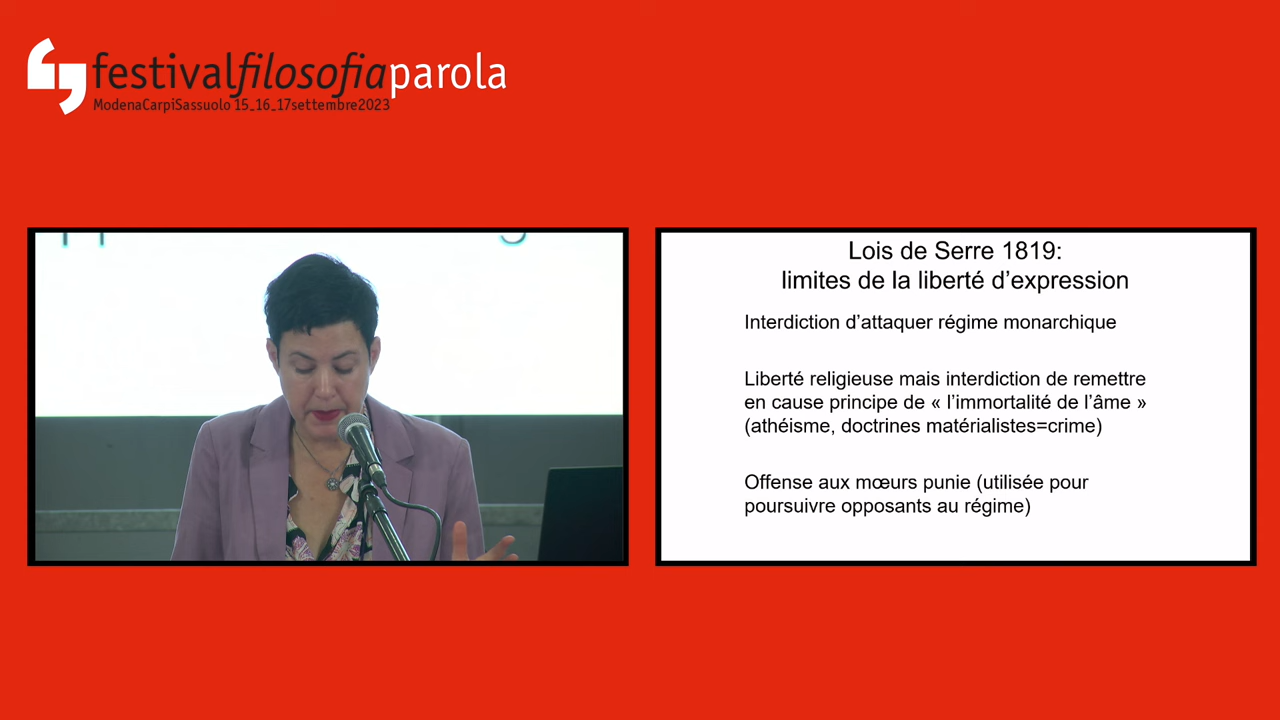 festivalfilosofiaparola
ModenaCarpiSassuolo 15_16_17settembre2023
Lois de Serre 1819:
limites de la liberté d’expression
Interdiction d’attaquer régime monarchique
Liberté religieuse mais interdiction de remettre
en cause principe de « l’immortalité de l’âme »
(athéisme, doctrines matérialistes=crime)
Offense aux mœurs punie (utilisée pour
poursuivre opposants au régime)